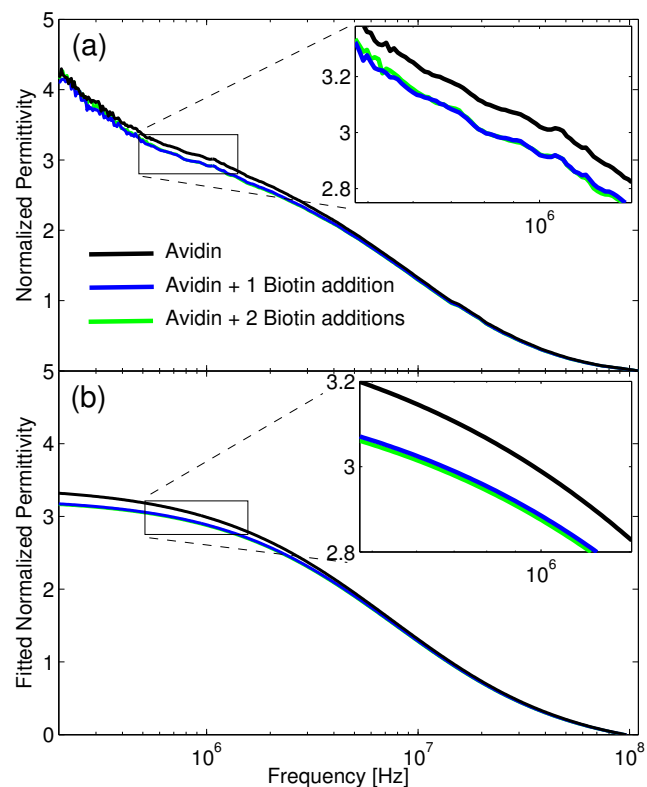 5
(a)
4
3
2
1
5
Normalized Permittivity
3.2
3
2.8
10^6
Avidin
Avidin + 1 Biotin addition
Avidin + 2 Biotin additions
(b)
4
3
2
1
0
Fitted Normalized Permittivity
3.2
3
2.8
10^6
10^6
10^7
10^8
Frequency [Hz]